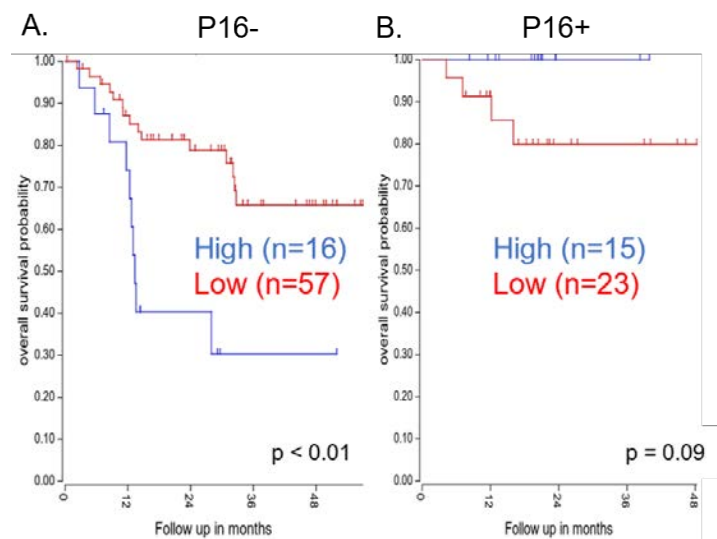 A.
P16-
B.
P16+
1.00
0.90
0.80
0.70
0.60
0.50
0.40
0.30
0.20
0.10
0.00
overall survival probability
High (n=16)
Low (n=57)
p < 0.01
0
12
24
36
48
Follow up in months
1.00
0.90
0.80
0.70
0.60
0.50
0.40
0.30
0.20
0.10
0.00
overall survival probability
High (n=15)
Low (n=23)
p = 0.09
0
12
24
36
48
Follow up in months